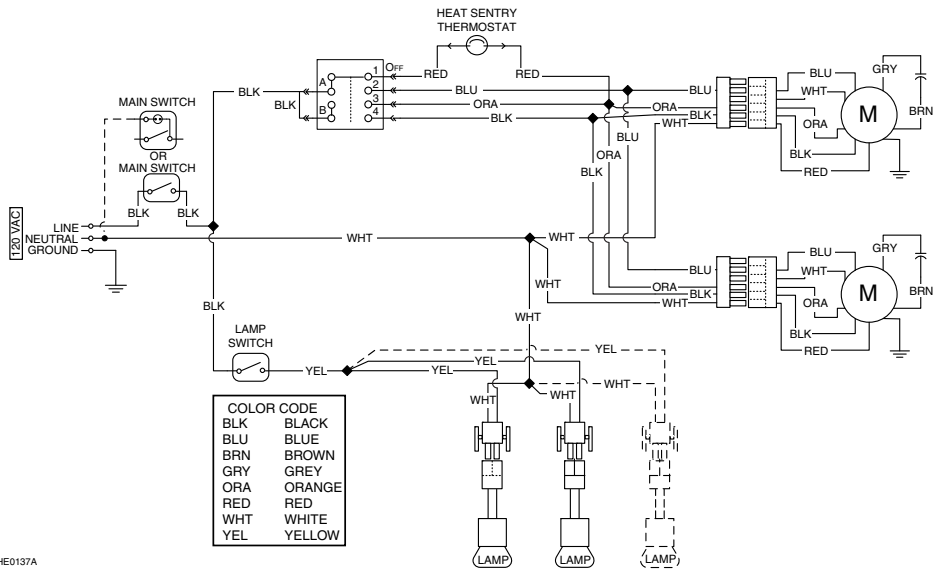 HEAT SENTRY
THERMOSTAT
RED
RED
A
B
1
OFF
2
3
4
BLK
BLK
BLU
ORA
BLK
BLU
ORA
BLK
WHT
BLU
WHT
ORA
BLK
RED
M
GRY
BRN
MAIN SWITCH
OR
MAIN SWITCH
BLK
BLK
BLU
ORA
BLK
120 VAC
LINE
NEUTRAL
GROUND
WHT
WHT
WHT
WHT
BLU
ORA
BLK
WHT
BLU
WHT
ORA
BLK
RED
M
GRY
BRN
BLK
LAMP
SWITCH
YEL
YEL
YEL
YEL
WHT
WHT
WHT
COLOR CODE
BLK BLACK
BLU BLUE
BRN BROWN
GRY GREY
ORA ORANGE
RED RED
WHT WHITE
YEL YELLOW
LAMP
LAMP
LAMP
HE0137A